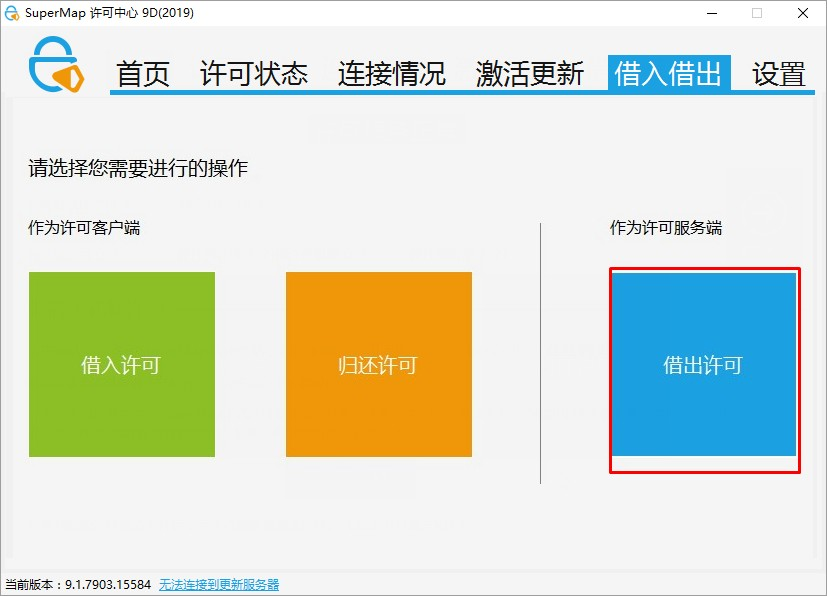 SuperMap 许可中心 9D(2019)
首页 许可状态 连接情况 激活更新 借入借出 设置
请选择您需要进行的操作
作为许可客户端 作为许可服务端
借入许可 归还许可 借出许可
当前版本：9.1.7903.15584 无法连接到更新服务器